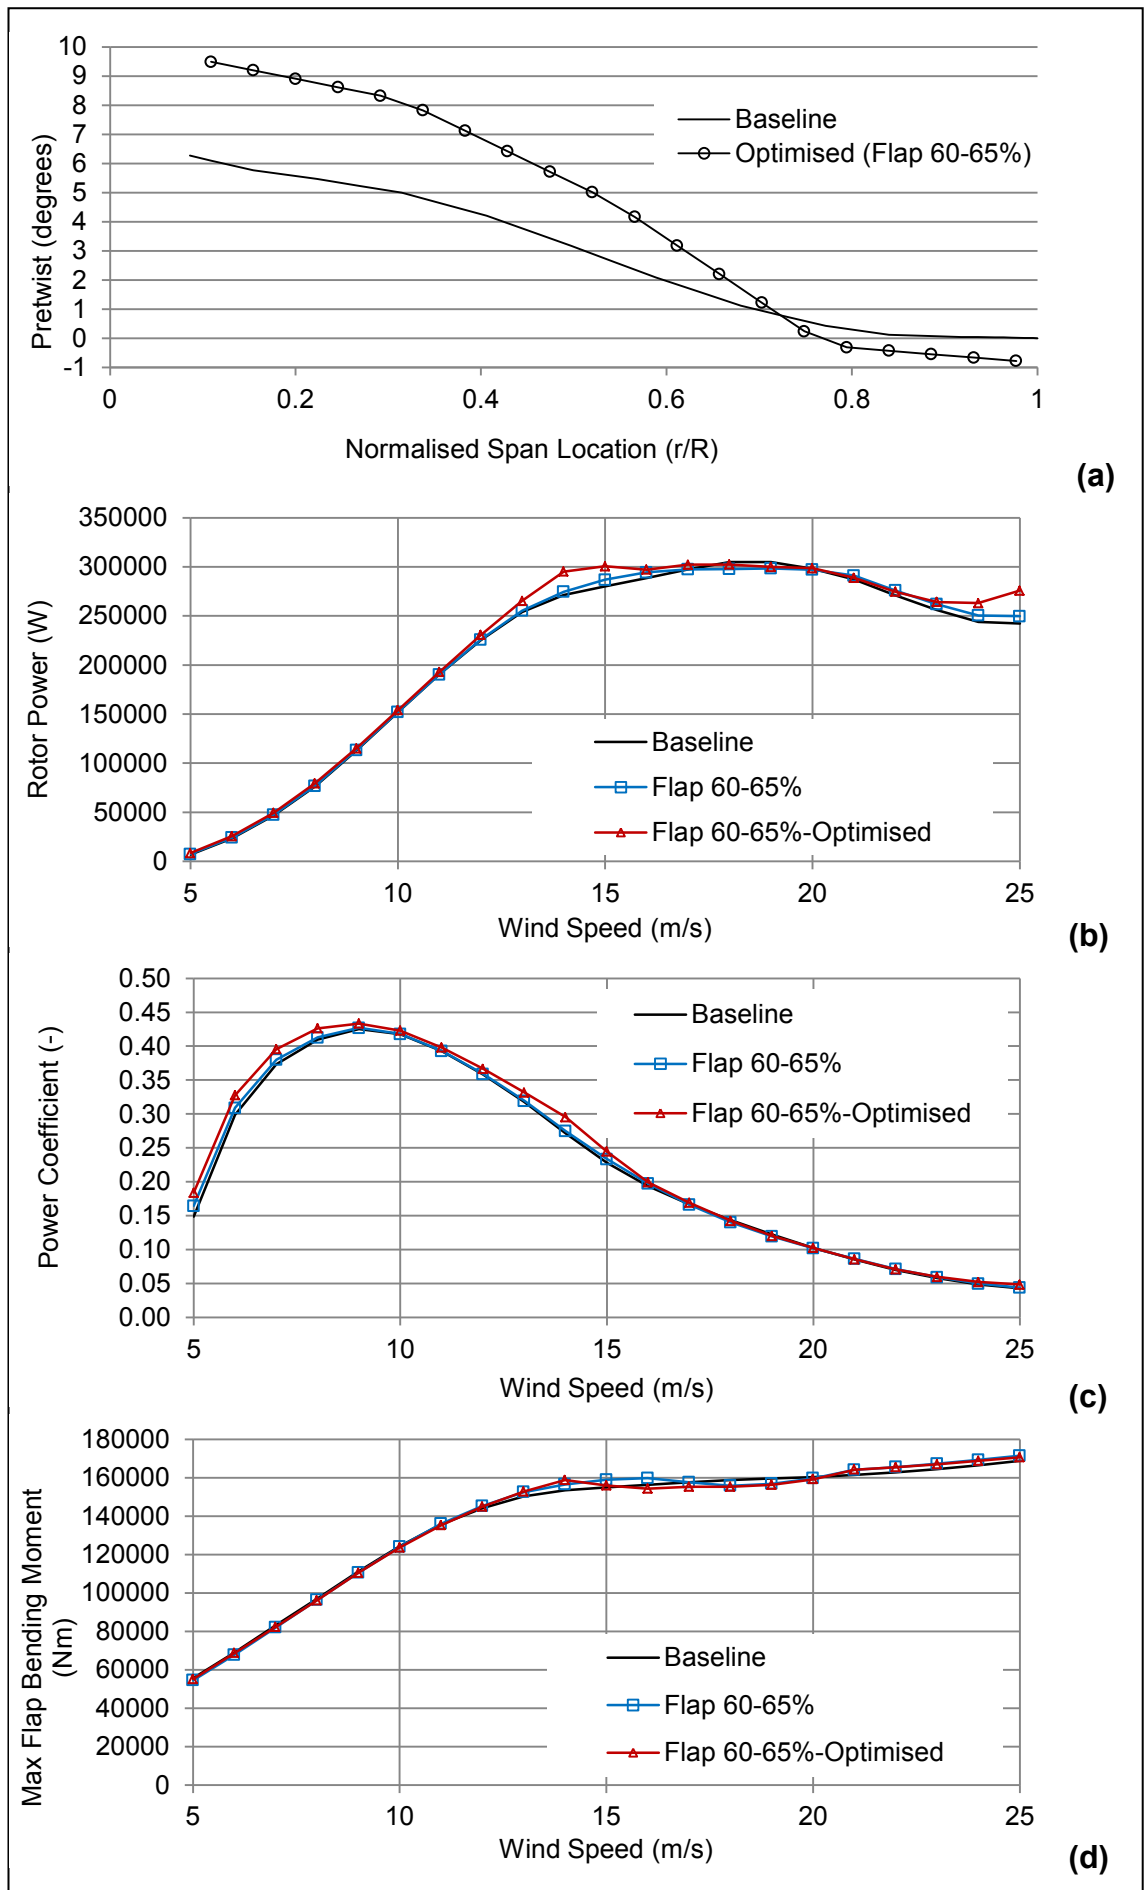 10
9
8
7
6
5
4
3
2
1
0
-1
Pretwist (degrees)
Baseline
Optimised (Flap 60-65%)
0 0.2 0.4 0.6 0.8 1
Normalised Span Location (r/R)
(a)
350000
300000
250000
200000
150000
100000
50000
0
Rotor Power (W)
Baseline
Flap 60-65%
Flap 60-65%-Optimised
5 10 15 20 25
Wind Speed (m/s)
(b)
0.50
0.45
0.40
0.35
0.30
0.25
0.20
0.15
0.10
0.05
0.00
Power Coefficient (-)
Baseline
Flap 60-65%
Flap 60-65%-Optimised
5 10 15 20 25
Wind Speed (m/s)
(c)
180000
160000
140000
120000
100000
80000
60000
40000
20000
0
Max Flap Bending Moment
(Nm)
Baseline
Flap 60-65%
Flap 60-65%-Optimised
5 10 15 20 25
Wind Speed (m/s)
(d)